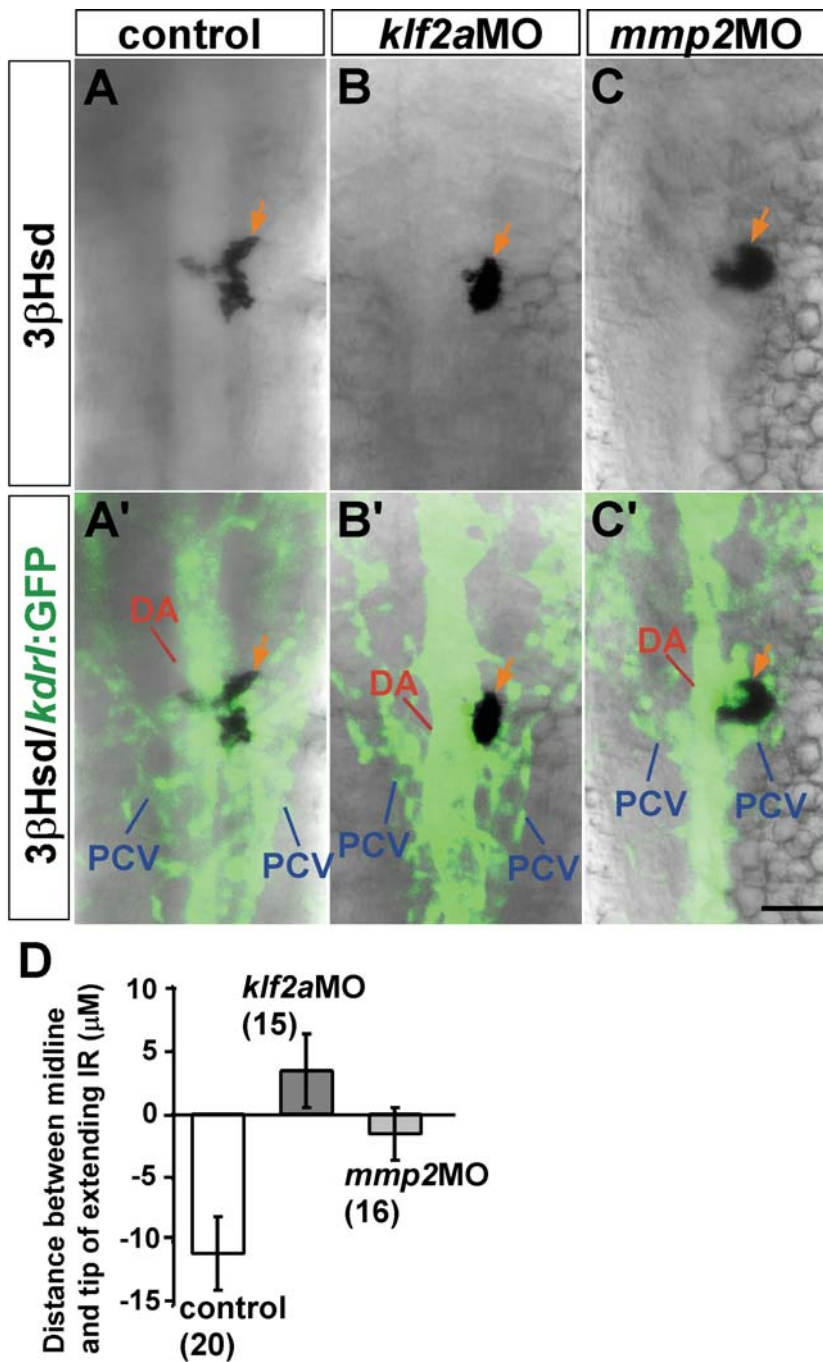 control klf2aMO mmp2MO
3βHsd
A B C
3βHsd/kdrl:GFP
A' B' C'
DA DA DA
PCV PCV PCV PCV PCV PCV
D
Distance between midline
and tip of extending IR (μM)
10
5
0
-5
-10
-15
klf2aMO
(15)
mmp2MO
(16)
control
(20)